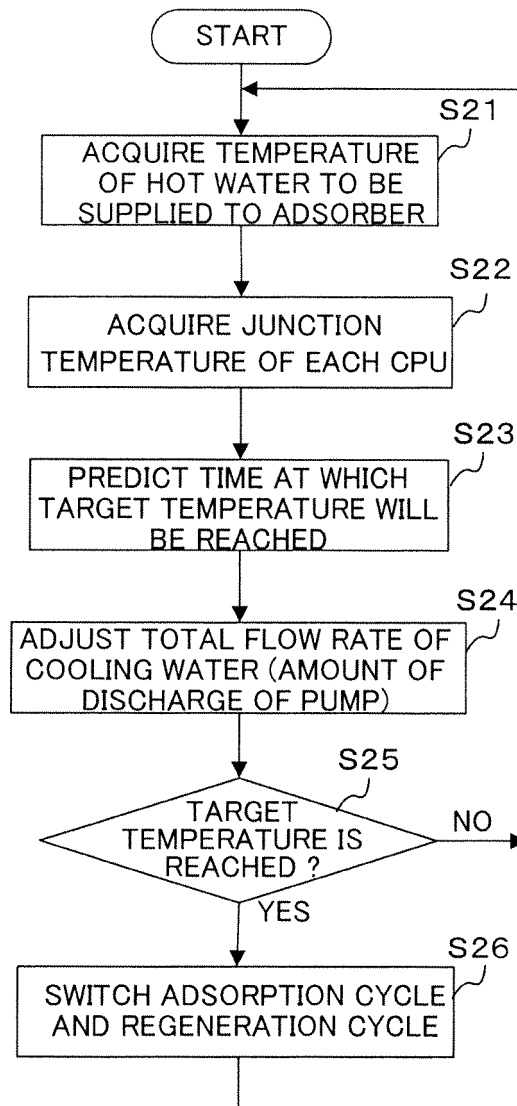 START
S21
ACQUIRE TEMPERATURE
OF HOT WATER TO BE
SUPPLIED TO ADSORBER
S22
ACQUIRE JUNCTION
TEMPERATURE OF EACH CPU
S23
PREDICT TIME AT WHICH
TARGET TEMPERATURE WILL
BE REACHED
S24
ADJUST TOTAL FLOW RATE OF
COOLING WATER (AMOUNT OF
DISCHARGE OF PUMP)
S25
TARGET
TEMPERATURE IS
REACHED ?
NO
YES
S26
SWITCH ADSORPTION CYCLE
AND REGENERATION CYCLE